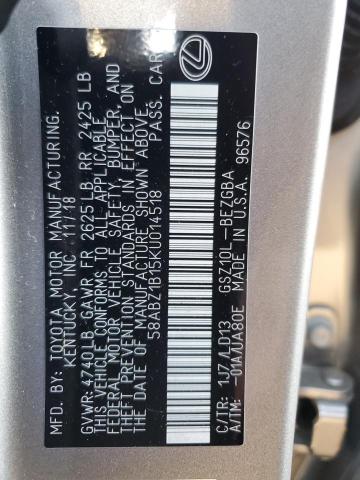 MFD. BY: TOYOTA MOTOR MANUFACTURING.
KENTUCKY, INC. 11/18
GVWR: 4740 LB GAWR FR 2625 LB RR 2425 LB
THIS VEHICLE CONFORMS TO ALL APPLICABLE
FEDERAL MOTOR VEHICLE SAFETY, BUMPER, AND
THEFT PREVENTION STANDARDS IN EFFECT ON
THE DATE OF MANUFACTURE SHOWN ABOVE.
58ABZ1B15KU014518 PASS. CAR
C/TR: 1J7/LD13 GSZ10L-BEZGBA
A/TM: -01A/UA80E MADE IN U.S.A. 96576